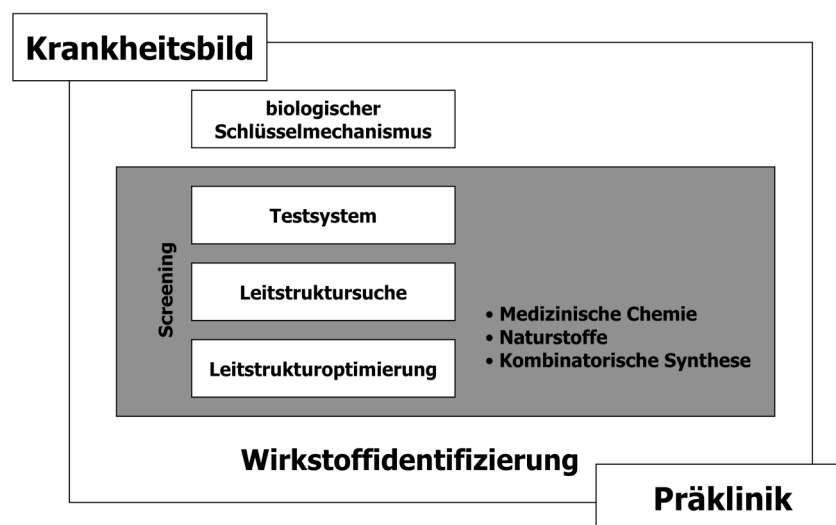 Krankheitsbild
biologischer
Schlüsselmechanismus
Screening
Testsystem
Leitstruktursuche
Leitstrukturoptimierung
• Medizinische Chemie
• Naturstoffe
• Kombinatorische Synthese
Wirkstoffidentifizierung
Präklinik